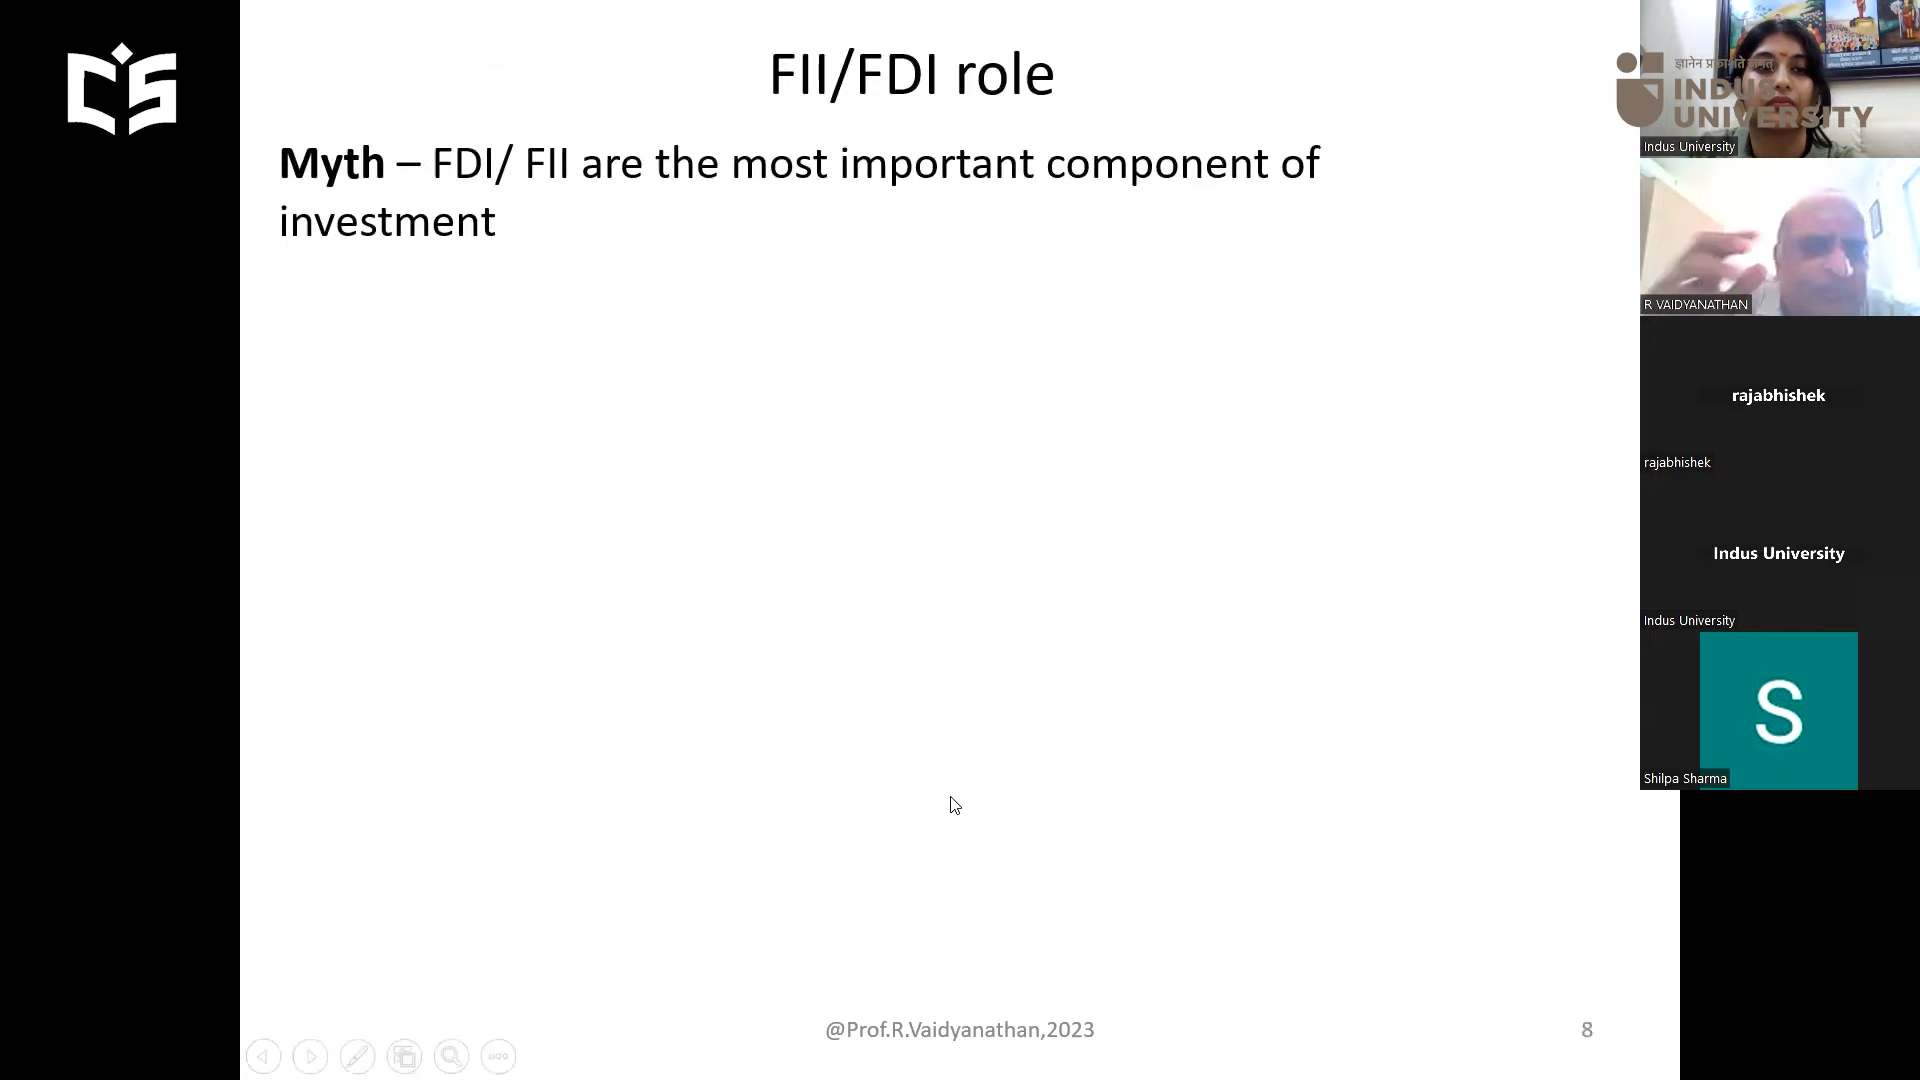 FII/FDI role
Myth – FDI/ FII are the most important component of
investment
@Prof.R.Vaidyanathan,2023
8
INDUS
UNIVERSITY
Indus University
R VAIDYANATHAN
rajabhishek
rajabhishek
Indus University
Indus University
S
Shilpa Sharma